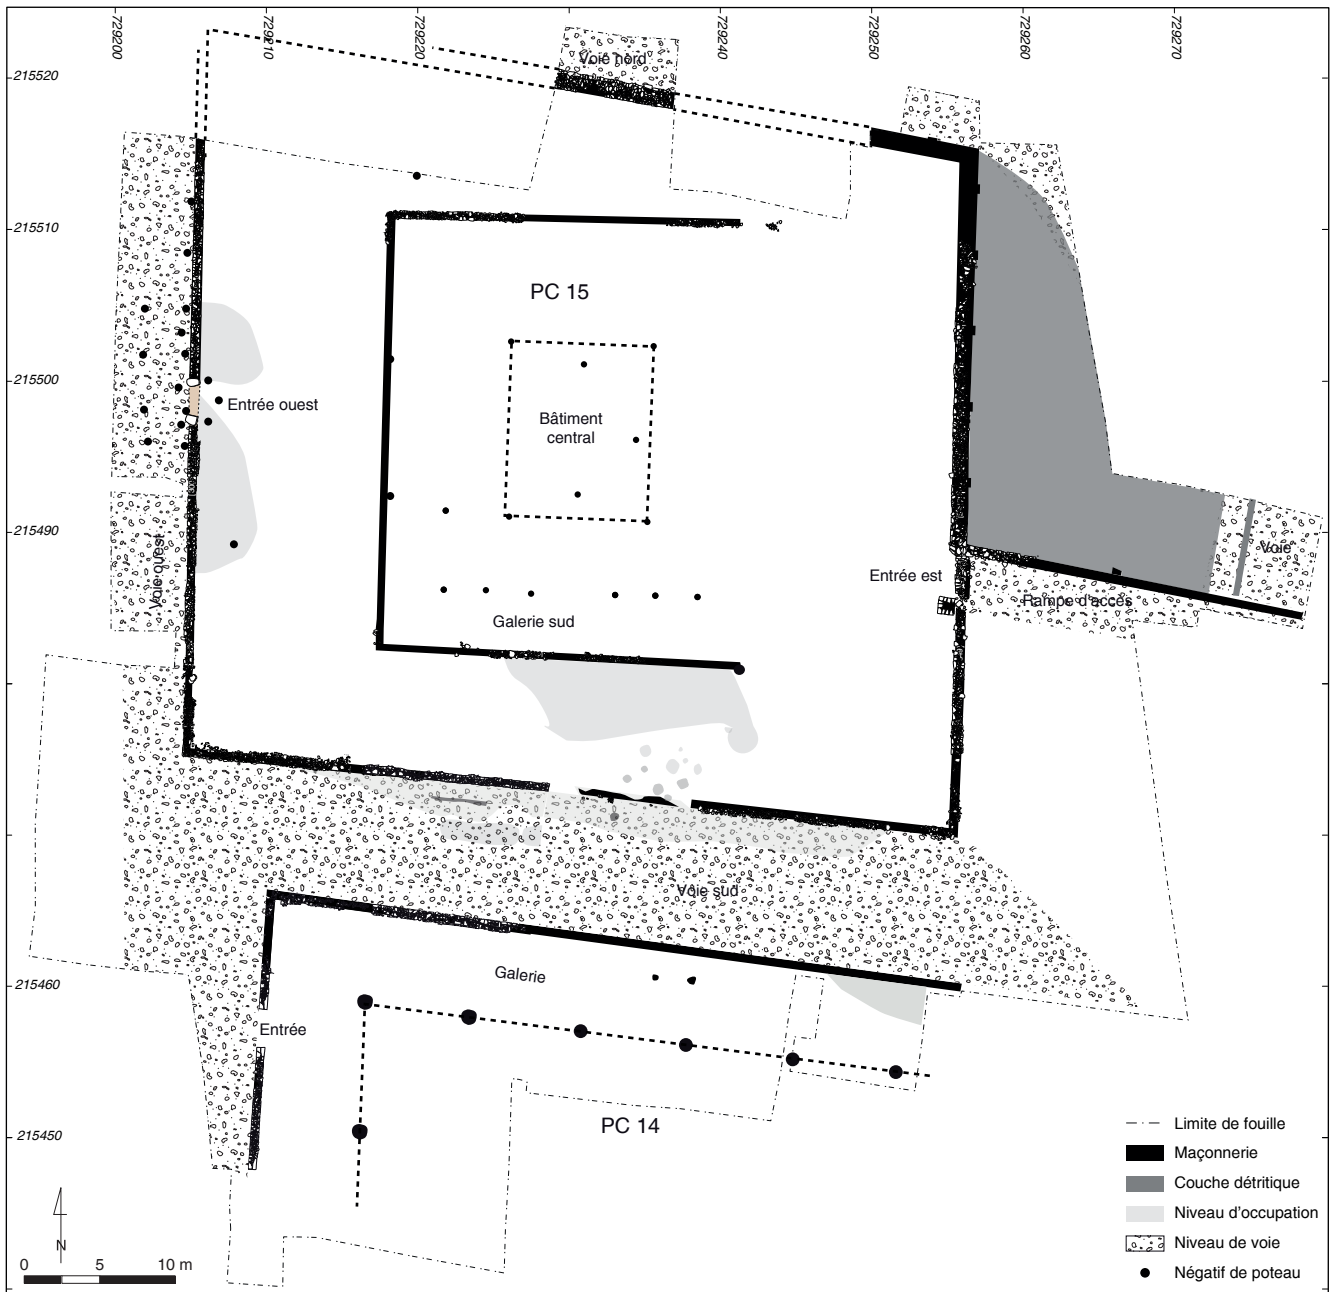 729200
729210
729220
729240
729250
729260
729270
215520
Voie nord
215510
PC 15
215500
Entrée ouest
Bâtiment
central
215490
Voie ouest
Entrée est
Voie
Rampe d'accès
Galerie sud
Voie sud
215460
Galerie
Entrée
215450
PC 14
Limite de fouille
Maçonnerie
Couche détritique
Niveau d'occupation
Niveau de voie
Négatif de poteau
N
0 5 10 m